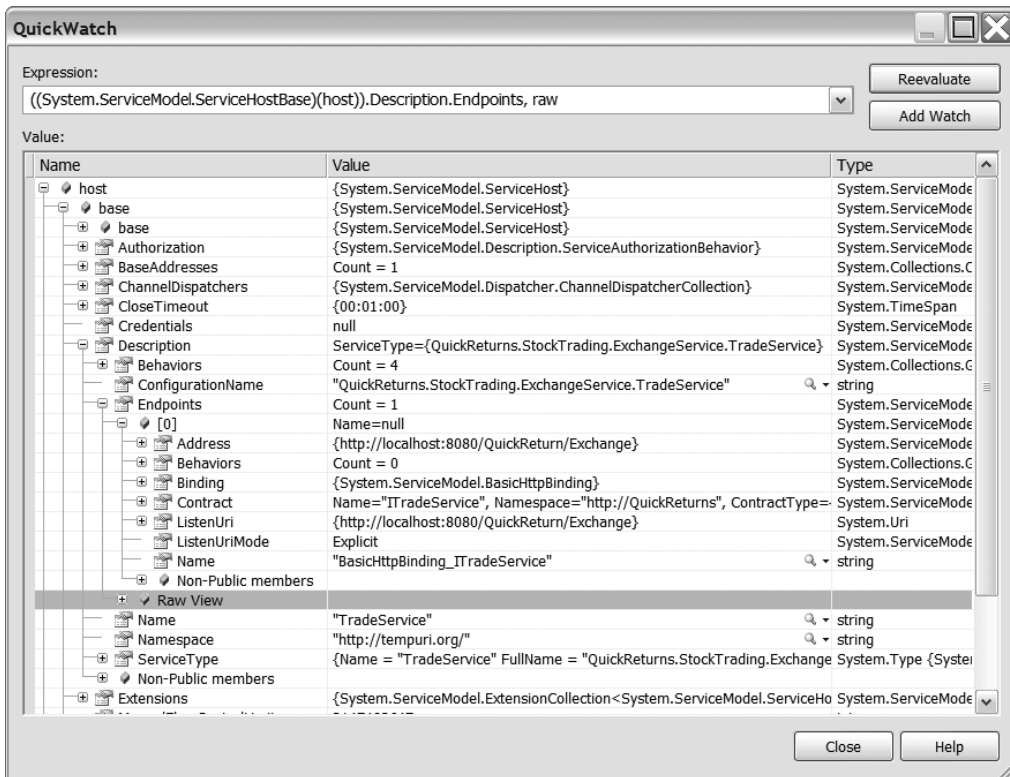 QuickWatch
Expression:
Reevaluate
((System.ServiceModel.ServiceHostBase)(host)).Description.Endpoints, raw
Add Watch
Value:
Name Value Type
host {System.ServiceModel.ServiceHost} System.ServiceMode
base {System.ServiceModel.ServiceHost} System.ServiceMode
base {System.ServiceModel.ServiceHost} System.ServiceMode
Authorization {System.ServiceModel.Description.ServiceAuthorizationBehavior} System.ServiceMode
BaseAddresses Count = 1 System.Collections.C
ChannelDispatchers {System.ServiceModel.Dispatcher.ChannelDispatcherCollection} System.ServiceMode
CloseTimeout {00:01:00} System.TimeSpan
Credentials null System.ServiceMode
Description ServiceType={QuickReturns.StockTrading.ExchangeService.TradeService} System.ServiceMode
Behaviors Count = 4 System.Collections.G
ConfigurationName "QuickReturns.StockTrading.ExchangeService.TradeService" string
Endpoints Count = 1 System.ServiceMode
[0] Name=null System.ServiceMode
Address {http://localhost:8080/QuickReturn/Exchange} System.ServiceMode
Behaviors Count = 0 System.Collections.G
Binding {System.ServiceModel.BasicHttpBinding} System.ServiceMode
Contract Name="ITradeService", Namespace="http://QuickReturns", ContractType= System.ServiceMode
ListenUri {http://localhost:8080/QuickReturn/Exchange} System.Uri
ListenUriMode Explicit System.ServiceMode
Name "BasicHttpBinding_ITradeService" string
Non-Public members
Raw View
Name "TradeService" string
Namespace "http://tempuri.org/" string
ServiceType {Name = "TradeService" FullName = "QuickReturns.StockTrading.Exchange System.Type {Syste
Non-Public members
Extensions {System.ServiceModel.ExtensionCollection<System.ServiceModel.ServiceHo System.ServiceMode
Close Help